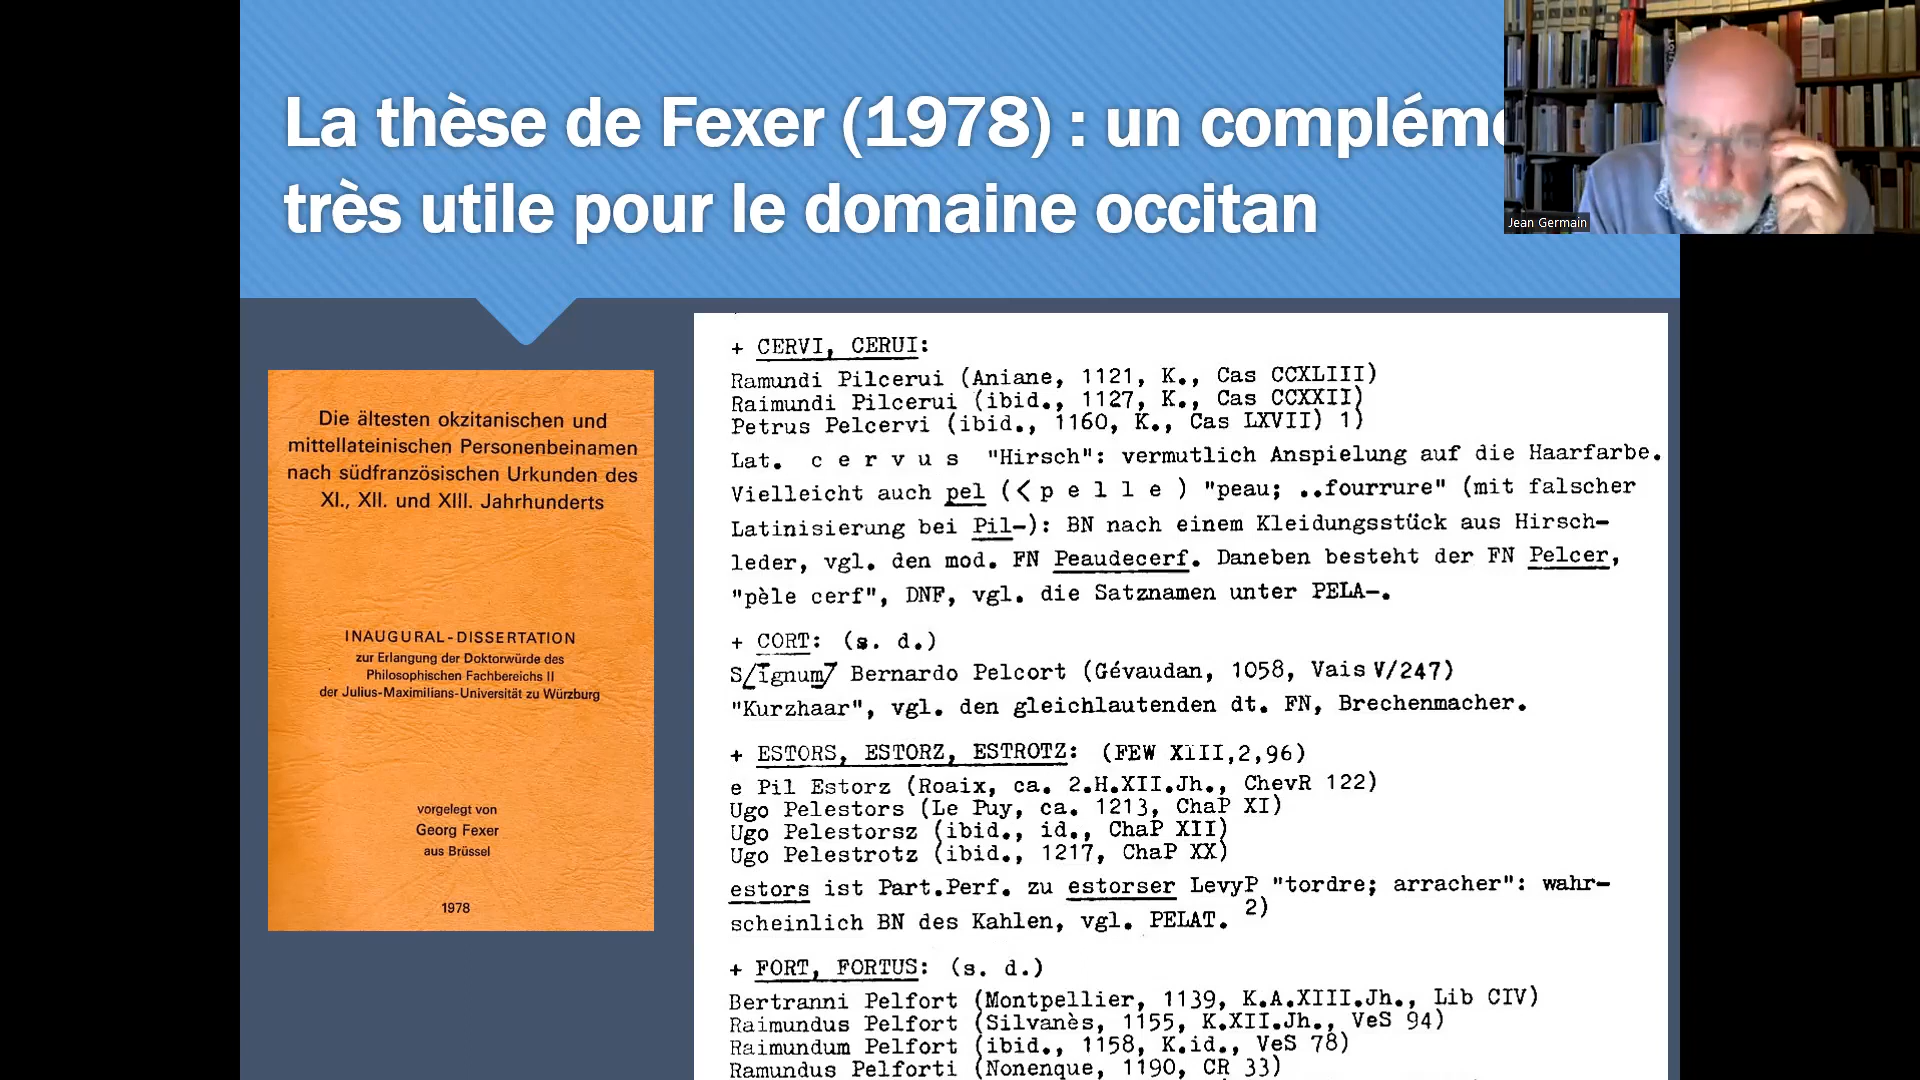 La thèse de Fexer (1978) : un complém
très utile pour le domaine occitan
Jean Germain
Die ältesten okzitanischen und
mittellateinischen Personenbeinamen
nach südfranzösischen Urkunden des
XI., XII. und XIII. Jahrhunderts
INAUGURAL-DISSERTATION
zur Erlangung der Doktorwürde des
Philosophischen Fachbereichs II
der Julius-Maximilians-Universität zu Würzburg
vorgelegt von
Georg Fexer
aus Brüssel
1978
+ CERVI, CERUI:
Ramundi Pilcerui (Aniane, 1121, K., Cas CCXLIII)
Raimundi Pilcerui (ibid., 1127, K., Cas CCXXII)
Petrus Pelcervi (ibid., 1160, K., Cas LXVII) 1)
Lat. c e r v u s "Hirsch": vermutlich Anspielung auf die Haarfarbe.
Vielleicht auch pel (< p e l l e ) "peau; ..fourrure" (mit falscher
Latinisierung bei Pil-): BN nach einem Kleidungsstück aus Hirsch-
leder, vgl. den mod. FN Peaudecerf. Daneben besteht der FN Pelcer,
"pèle cerf", DNF, vgl. die Satznamen unter PELA-.
+ CORT: (s. d.)
S/ignum/ Bernardo Pelcort (Gévaudan, 1058, Vais V/247)
"Kurzhaar", vgl. den gleichlautenden dt. FN, Brechenmacher.
+ ESTORS, ESTORZ, ESTROTZ: (FEW XIII,2,96)
e Pil Estorz (Roaix, ca. 2.H.XII.Jh., ChevR 122)
Ugo Pelestors (Le Puy, ca. 1213, ChaP XI)
Ugo Pelestorsz (ibid., id., ChaP XII)
Ugo Pelestrotz (ibid., 1217, ChaP XX)
estors ist Part.Perf. zu estorser LevyP "tordre; arracher": wahr-
scheinlich BN des Kahlen, vgl. PELAT. 2)
+ FORT, FORTUS: (s. d.)
Bertranni Pelfort (Montpellier, 1139, K.A.XIII.Jh., Lib CIV)
Raimundus Pelfort (Silvanès, 1155, K.XII.Jh., VeS 94)
Raimundum Pelfort (ibid., 1158, K.id., VeS 78)
Ramundus Pelforti (Nonenque, 1190, CR 33)